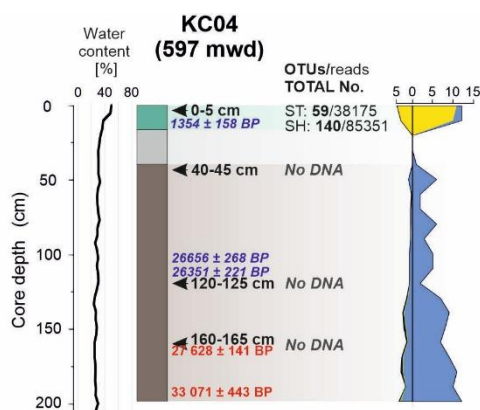 KC04
(597 mwd)
Water
content
[%]
0 40 80
OTUs/reads
TOTAL No.
5 0 5 10 15
0
50
100
150
200
Core depth (cm)
0-5 cm
1354 ± 158 BP
ST: 59/38175
SH: 140/85351
40-45 cm
No DNA
26656 ± 268 BP
26351 ± 221 BP
120-125 cm
No DNA
160-165 cm
No DNA
27 628 ± 141 BP
33 071 ± 443 BP